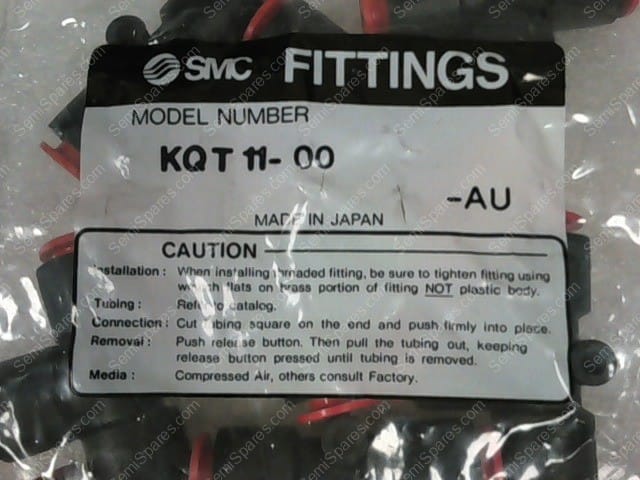 SMC FITTINGS
MODEL NUMBER
KQT 11-00
-AU
MADE IN JAPAN
CAUTION
Installation : When installing threaded fitting, be sure to tighten fitting using
wrench flats on brass portion of fitting NOT plastic body.
Tubing : Refer to catalog.
Connection : Cut tubing square on the end and push firmly into place.
Removal : Push release button. Then pull the tubing out, keeping
release button pressed until tubing is removed.
Media : Compressed Air, others consult Factory.
SemiSpares.com